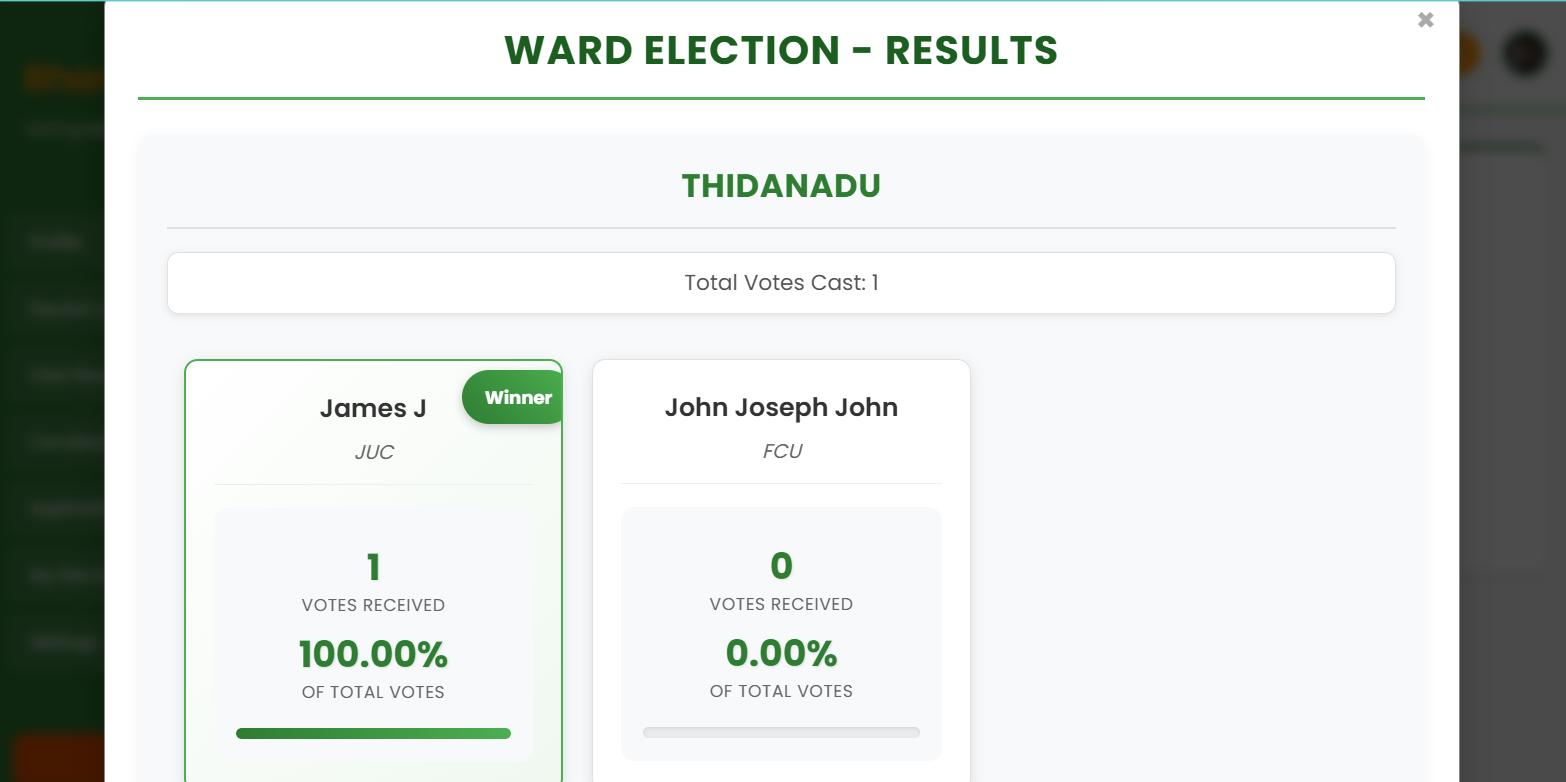 ✖
WARD ELECTION - RESULTS
THIDANADU
Total Votes Cast: 1
James J
Winner
JUC
1
VOTES RECEIVED
100.00%
OF TOTAL VOTES
John Joseph John
FCU
0
VOTES RECEIVED
0.00%
OF TOTAL VOTES